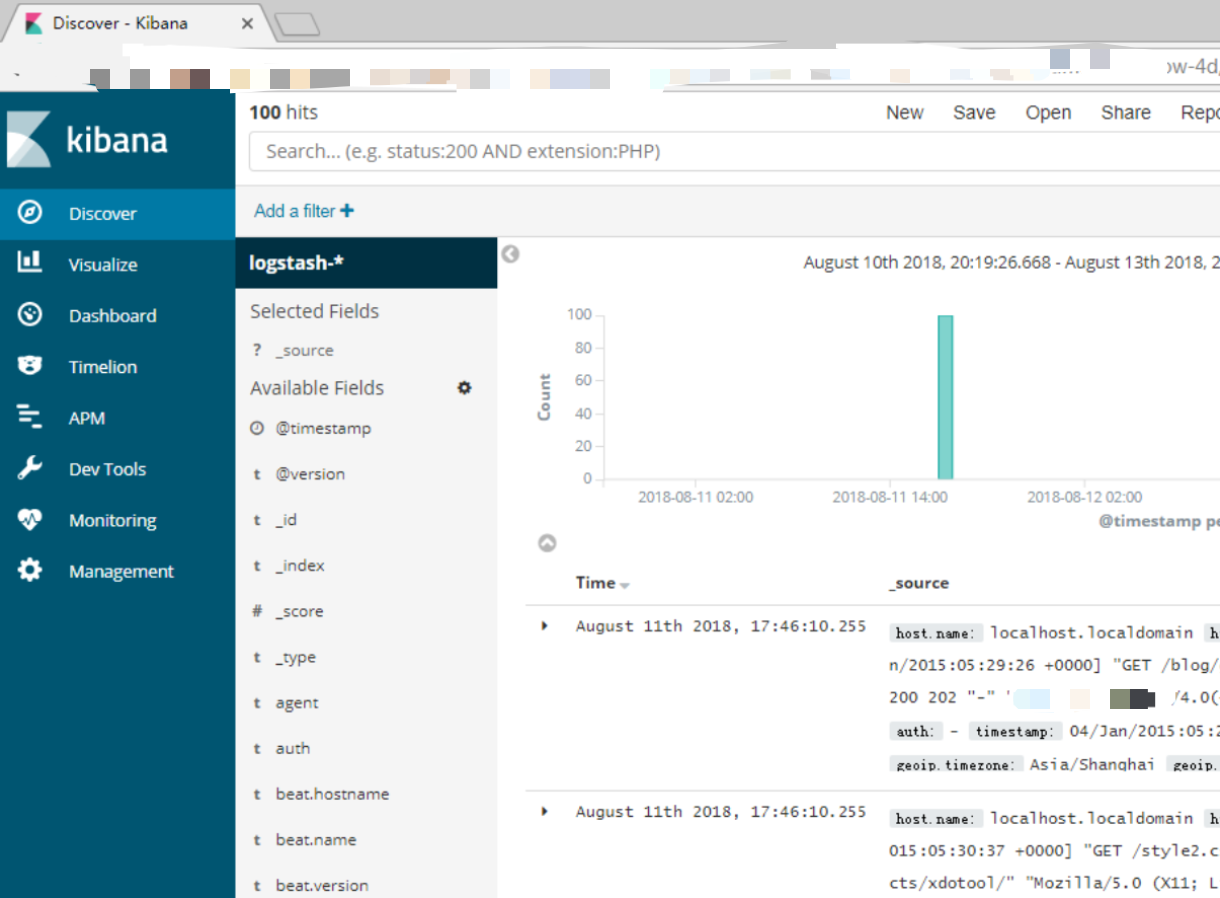 Discover - Kibana
ow-4d
kibana
Discover
Visualize
Dashboard
Timelion
APM
Dev Tools
Monitoring
Management
100 hits
New Save Open Share Repo
Search... (e.g. status:200 AND extension:PHP)
Add a filter +
logstash-*
Selected Fields
? _source
Available Fields
@timestamp
t @version
t _id
t _index
# _score
t _type
t agent
t auth
t beat.hostname
t beat.name
t beat.version
August 10th 2018, 20:19:26.668 - August 13th 2018, 2
Count
100
80
60
40
20
0
2018-08-11 02:00
2018-08-11 14:00
2018-08-12 02:00
@timestamp pe
Time _source
August 11th 2018, 17:46:10.255
host.name: localhost.localdomain h
n/2015:05:29:26 +0000] "GET /blog/
200 202 "-" ' /4.0(
auth: - timestamp: 04/Jan/2015:05:2
geoip.timezone: Asia/Shanghai geoip.
August 11th 2018, 17:46:10.255
host.name: localhost.localdomain h
015:05:30:37 +0000] "GET /style2.c
cts/xdotool/" "Mozilla/5.0 (X11; L